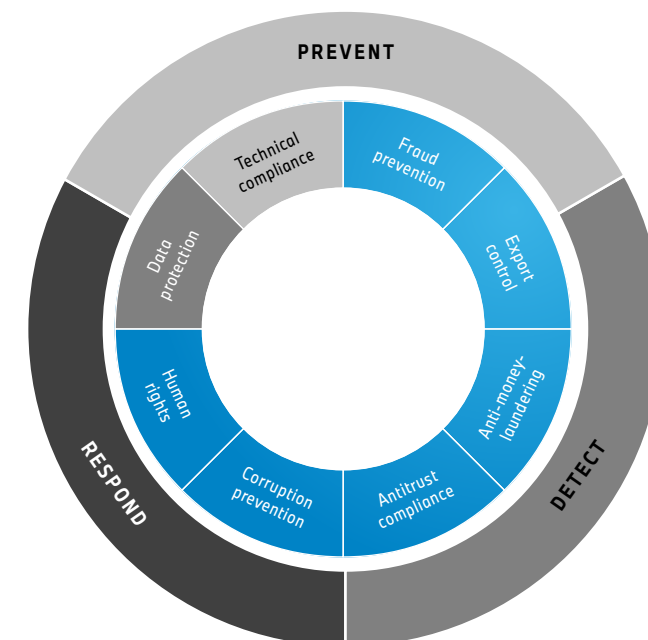 PREVENT
Technical
compliance
Fraud
prevention
Export
control
Data
protection
Human
rights
Anti-money-
laundering
Corruption
prevention
Antitrust
compliance
RESPOND
DETECT